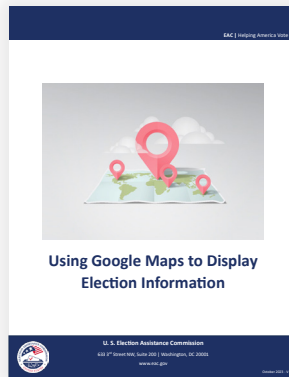 EAC | Helping America Vote
Using Google Maps to Display
Election Information
U. S. Election Assistance Commission
633 3rd Street NW, Suite 200 | Washington, DC 20001
www.eac.gov